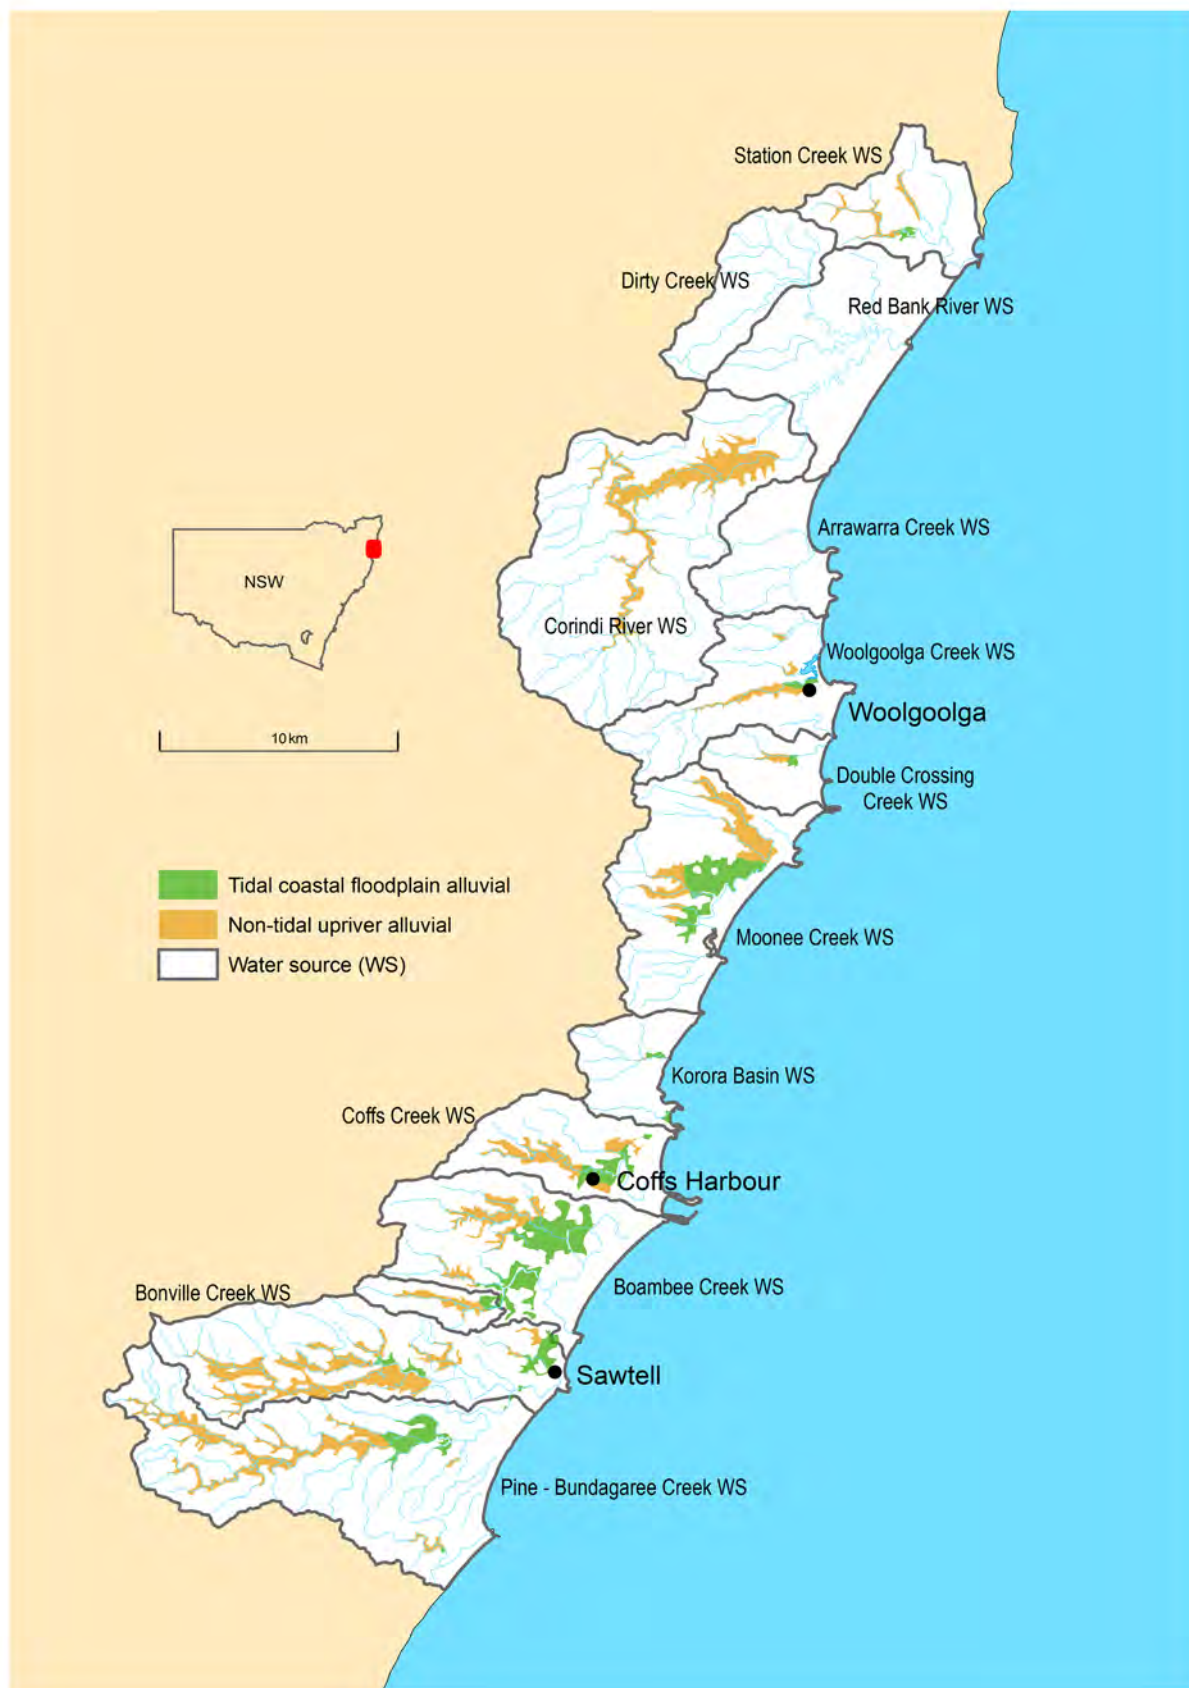 Station Creek WS
Dirty Creek WS
Red Bank River WS
Arrawarra Creek WS
NSW
Corindi River WS
Woolgoolga Creek WS
Woolgoolga
10 km
Double Crossing
Creek WS
Tidal coastal floodplain alluvial
Non-tidal upriver alluvial
Water source (WS)
Moonee Creek WS
Korora Basin WS
Coffs Creek WS
Coffs Harbour
Boambee Creek WS
Bonville Creek WS
Sawtell
Pine - Bundagaree Creek WS